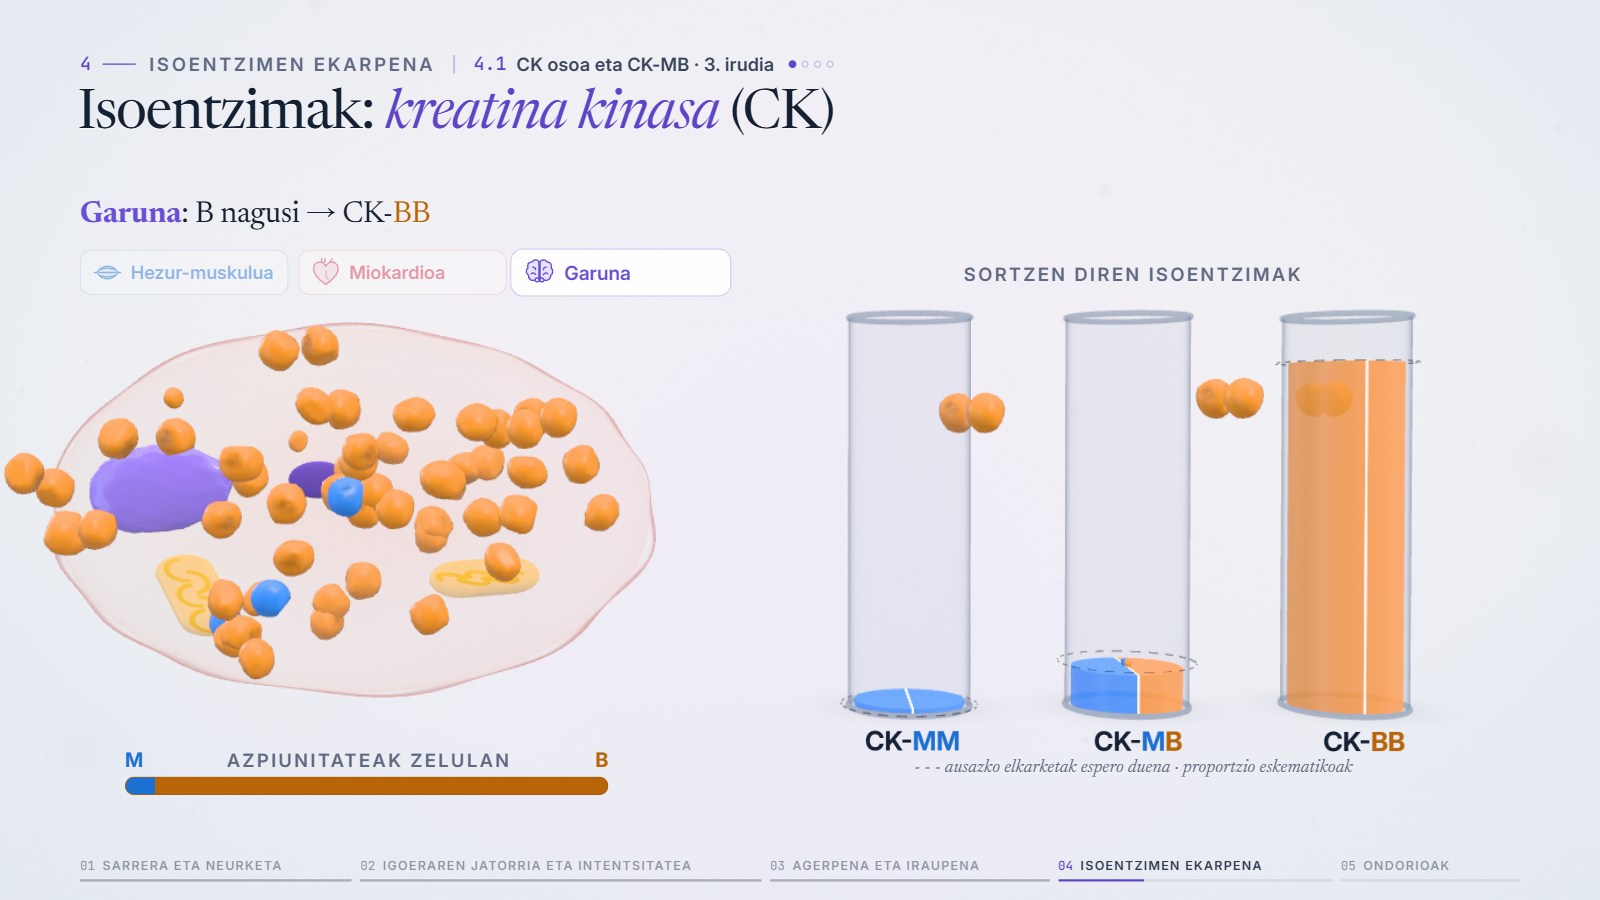 4 — ISOENTZIMEN EKARPENA | 4.1 CK osoa eta CK-MB · 3. irudia
Isoentzimak: kreatina kinasa (CK)
Garuna: B nagusi → CK-BB
Hezur-muskulua Miokardioa Garuna
SORTZEN DIREN ISOENTZIMAK
CK-MM CK-MB CK-BB
- - - ausazko elkarketak espero duena · proportzio eskematikoak
M AZPIUNITATEAK ZELULAN B
01 SARRERA ETA NEURKETA 02 IGOERAREN JATORRIA ETA INTENTSITATEA 03 AGERPENA ETA IRAUPENA 04 ISOENTZIMEN EKARPENA 05 ONDORIOAK